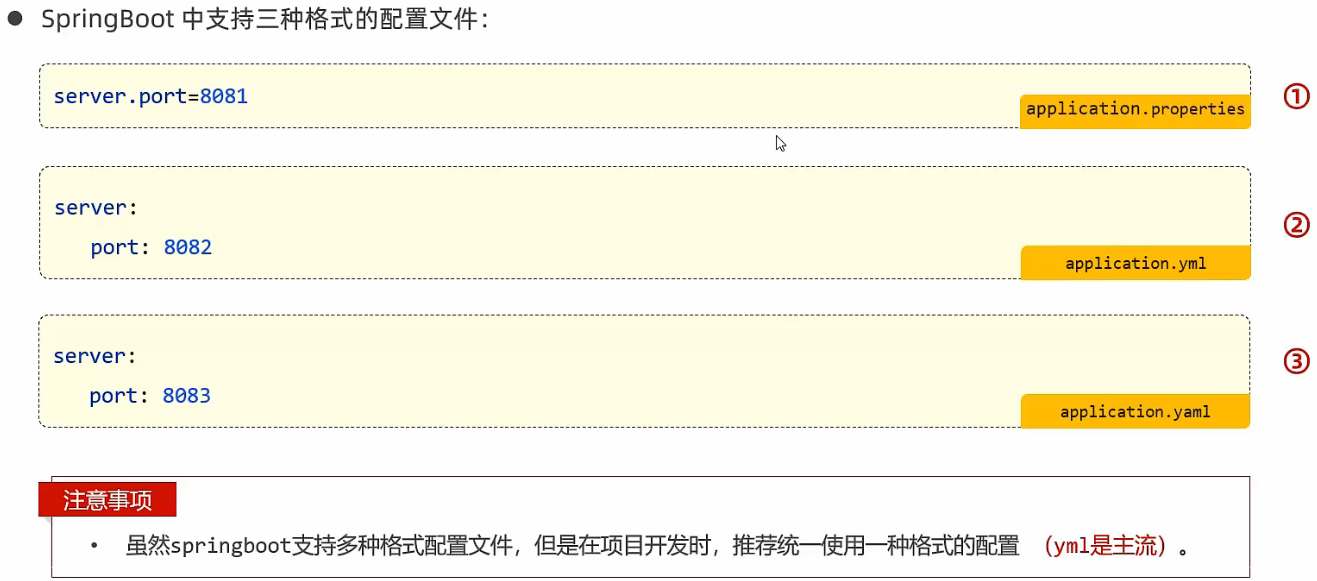 ● SpringBoot 中支持三种格式的配置文件：
server.port=8081
application.properties
①
server:
port: 8082
application.yml
②
server:
port: 8083
application.yaml
③
注意事项
• 虽然springboot支持多种格式配置文件，但是在项目开发时，推荐统一使用一种格式的配置 （yml是主流）。